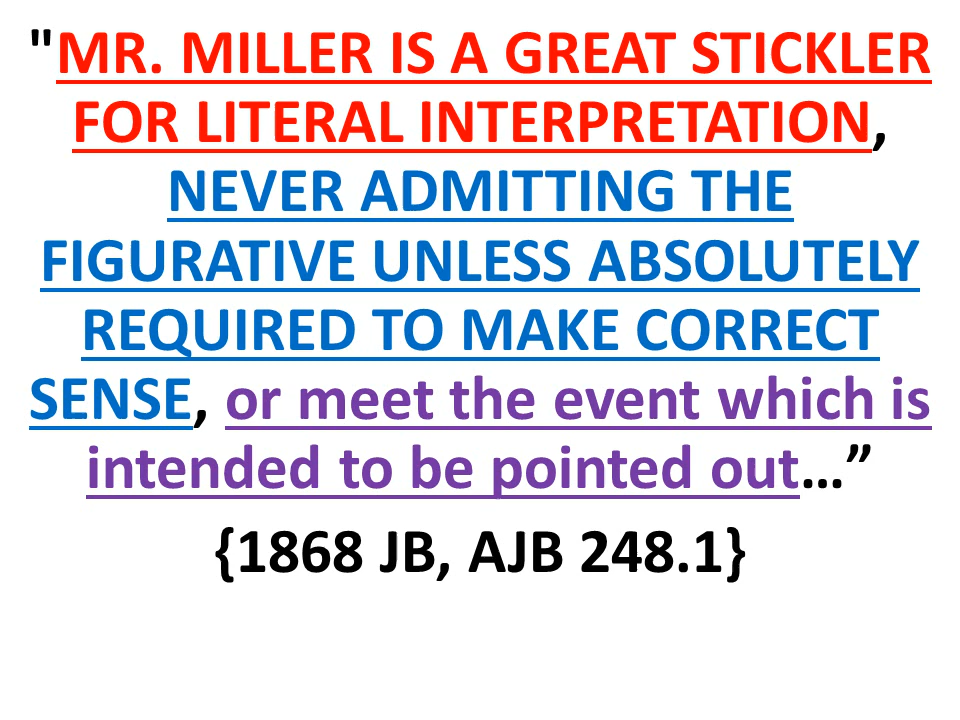 "MR. MILLER IS A GREAT STICKLER
FOR LITERAL INTERPRETATION,
NEVER ADMITTING THE
FIGURATIVE UNLESS ABSOLUTELY
REQUIRED TO MAKE CORRECT
SENSE, or meet the event which is
intended to be pointed out…”
{1868 JB, AJB 248.1}